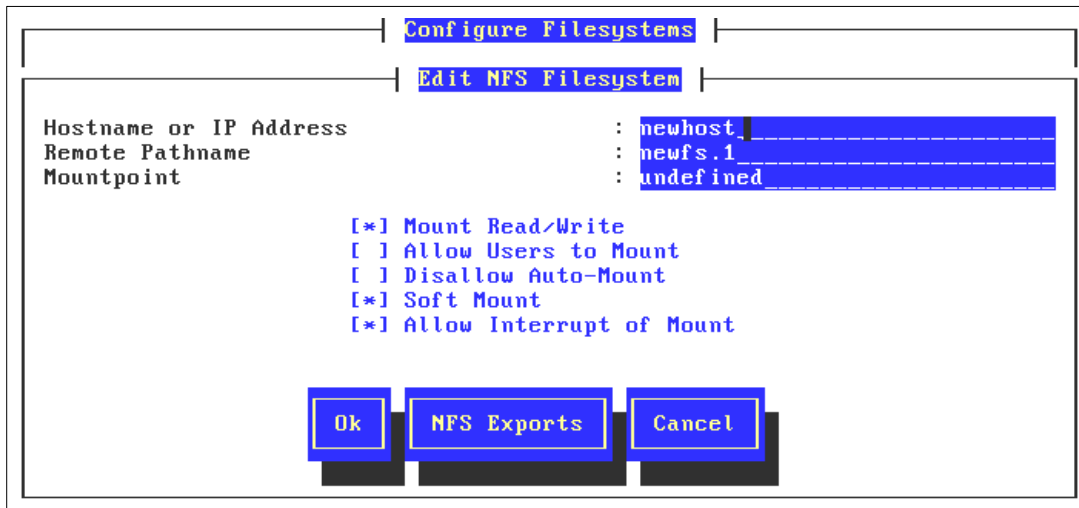 Configure Filesystems
Edit NFS Filesystem
Hostname or IP Address : newhost
Remote Pathname : newfs.1
Mountpoint : undefined
[*] Mount Read/Write
[ ] Allow Users to Mount
[ ] Disallow Auto-Mount
[*] Soft Mount
[*] Allow Interrupt of Mount
Ok NFS Exports Cancel